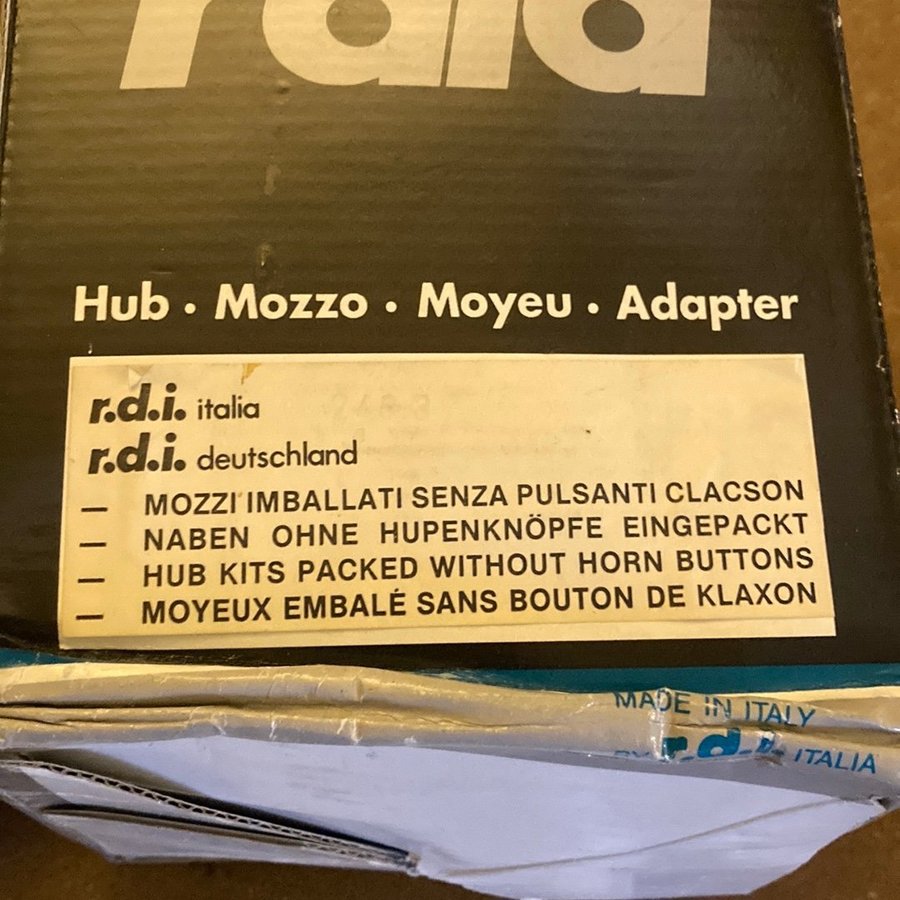 raid
Hub · Mozzo · Moyeu · Adapter
r.d.i. italia
r.d.i. deutschland
— MOZZI IMBALLATI SENZA PULSANTI CLACSON
— NABEN OHNE HUPENKNÖPFE EINGEPACKT
— HUB KITS PACKED WITHOUT HORN BUTTONS
— MOYEUX EMBALÉ SANS BOUTON DE KLAXON
MADE IN ITALY
BY r.d.i. ITALIA